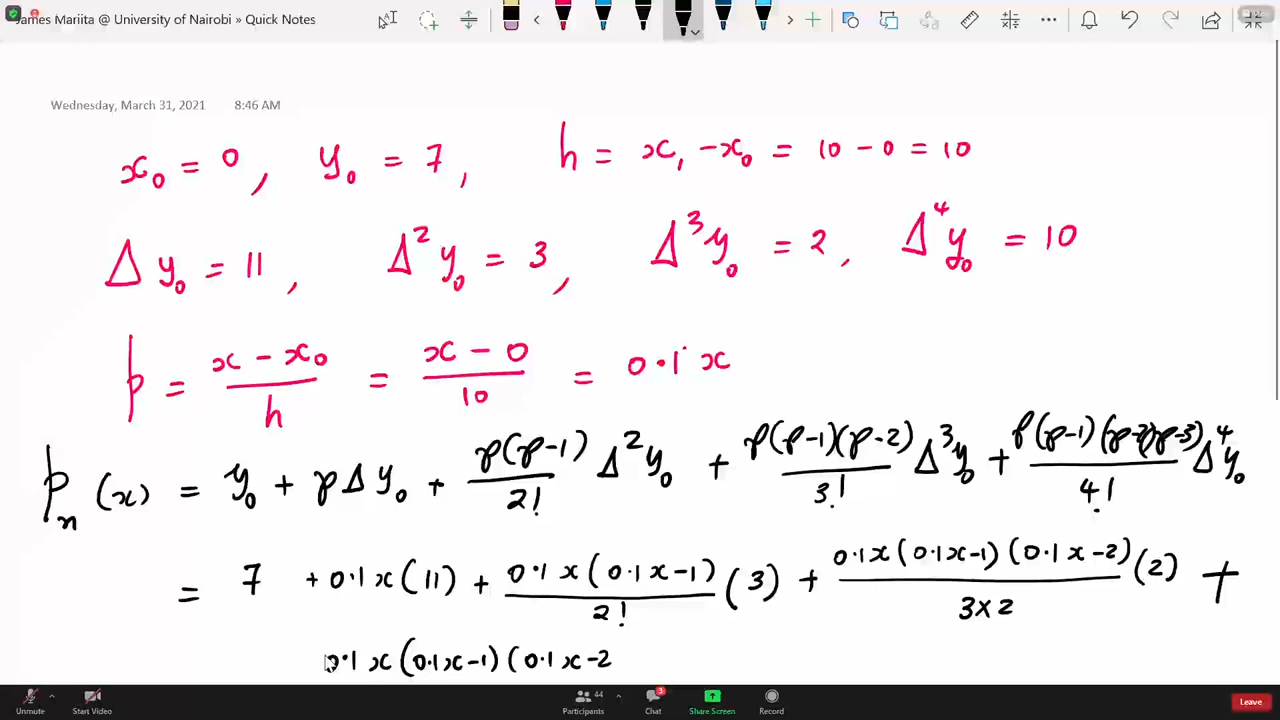 James Mariita @ University of Nairobi » Quick Notes
Wednesday, March 31, 2021 8:46 AM
x₀ = 0, y₀ = 7, h = x₁ - x₀ = 10 - 0 = 10
Δy₀ = 11, Δ²y₀ = 3, Δ³y₀ = 2, Δ⁴y₀ = 10
p = (x - x₀)/h = (x - 0)/10 = 0.1x
pₙ(x) = y₀ + pΔy₀ + p(p-1)/2! Δ²y₀ + p(p-1)(p-2)/3! Δ³y₀ + p(p-1)(p-2)(p-3)/4! Δ⁴y₀
= 7 + 0.1x(11) + 0.1x(0.1x-1)/2! (3) + 0.1x(0.1x-1)(0.1x-2)/3×2 (2) +
0.1x(0.1x-1)(0.1x-2
Unmute Start Video 44 Participants 3 Chat Share Screen Record Leave